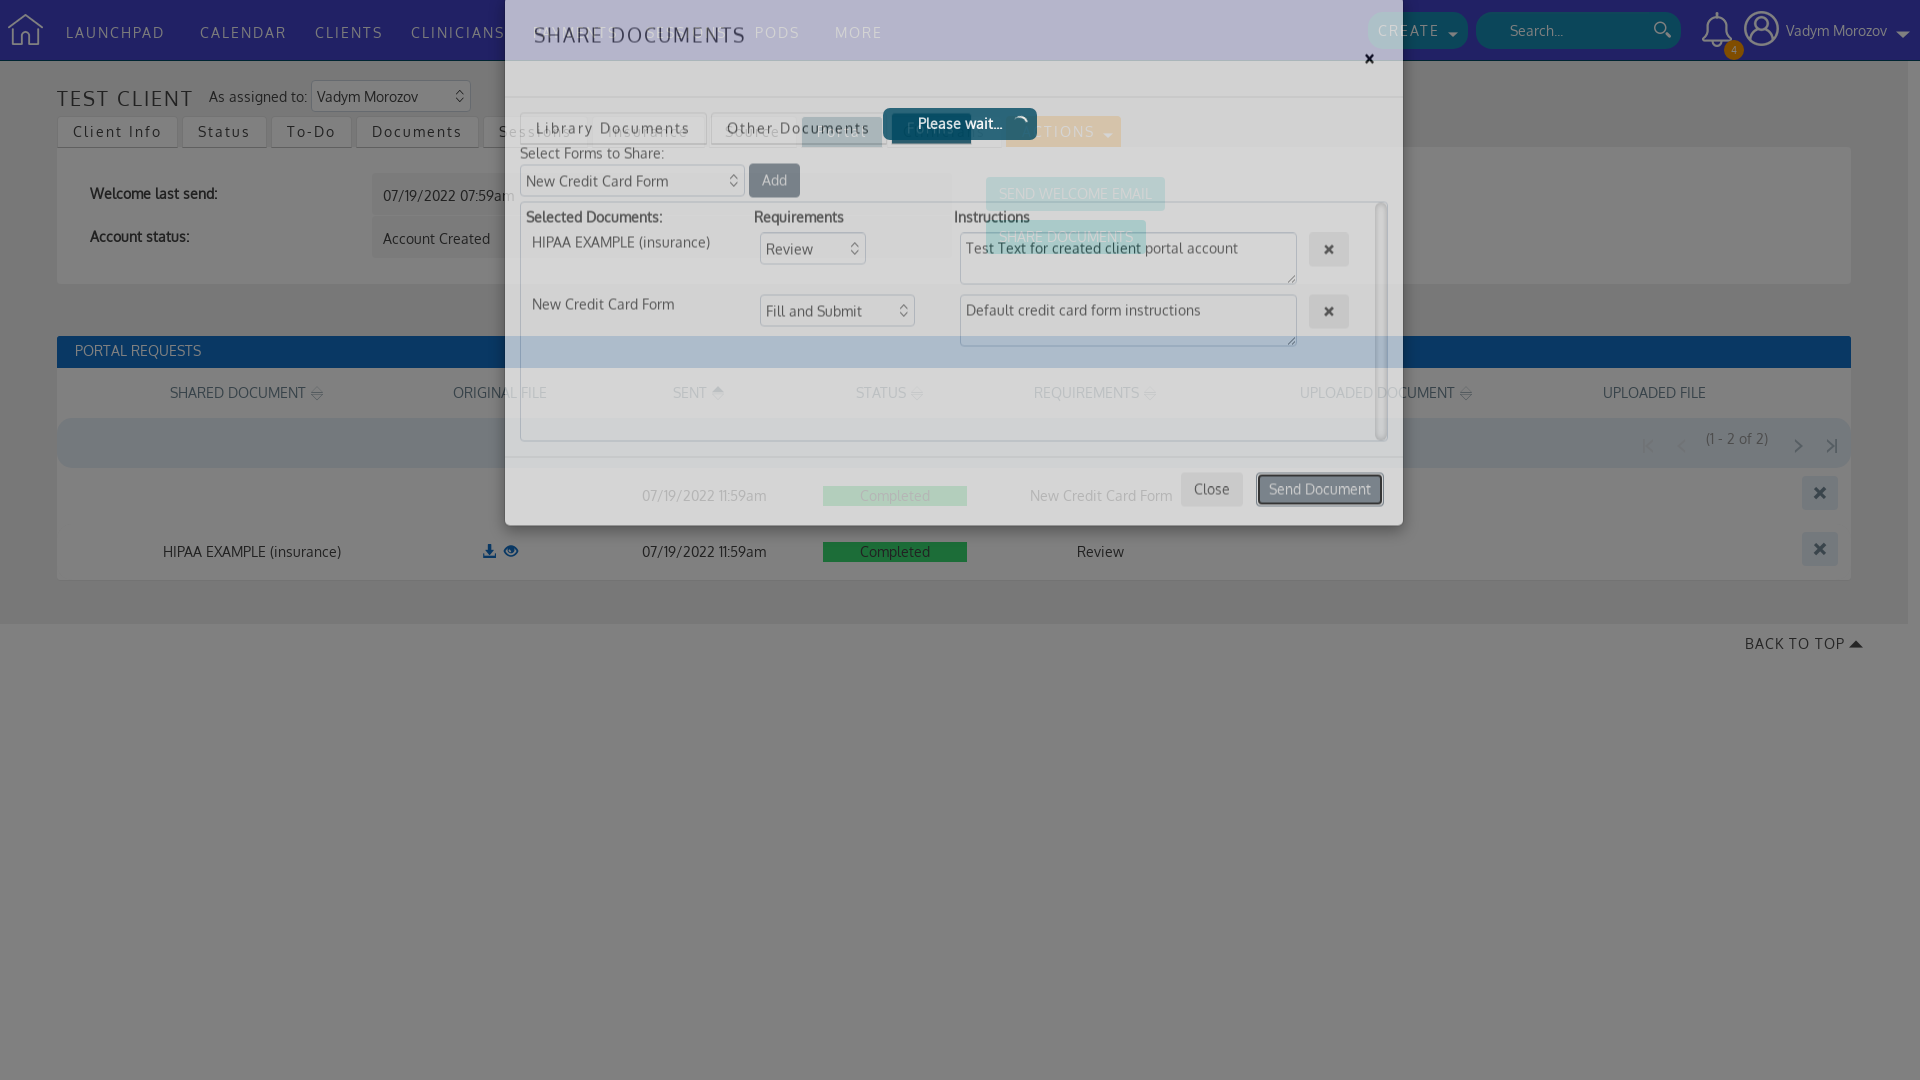 LAUNCHPAD CALENDAR CLIENTS CLINICIANS PODS MORE CREATE Search... 4 Vadym Morozov
SHARE DOCUMENTS
×
TEST CLIENT As assigned to: Vadym Morozov
Client Info Status To-Do Documents
Library Documents Other Documents
Please wait...
Select Forms to Share:
New Credit Card Form Add
Welcome last send: 07/19/2022 07:59am
SEND WELCOME EMAIL
Account status: Account Created
SHARE DOCUMENTS
Selected Documents: Requirements Instructions
HIPAA EXAMPLE (insurance) Review Test Text for created client portal account ×
New Credit Card Form Fill and Submit Default credit card form instructions ×
PORTAL REQUESTS
SHARED DOCUMENT ORIGINAL FILE SENT STATUS REQUIREMENTS UPLOADED DOCUMENT UPLOADED FILE
(1 - 2 of 2)
Close Send Document
07/19/2022 11:59am Completed New Credit Card Form
HIPAA EXAMPLE (insurance) 07/19/2022 11:59am Completed Review
BACK TO TOP